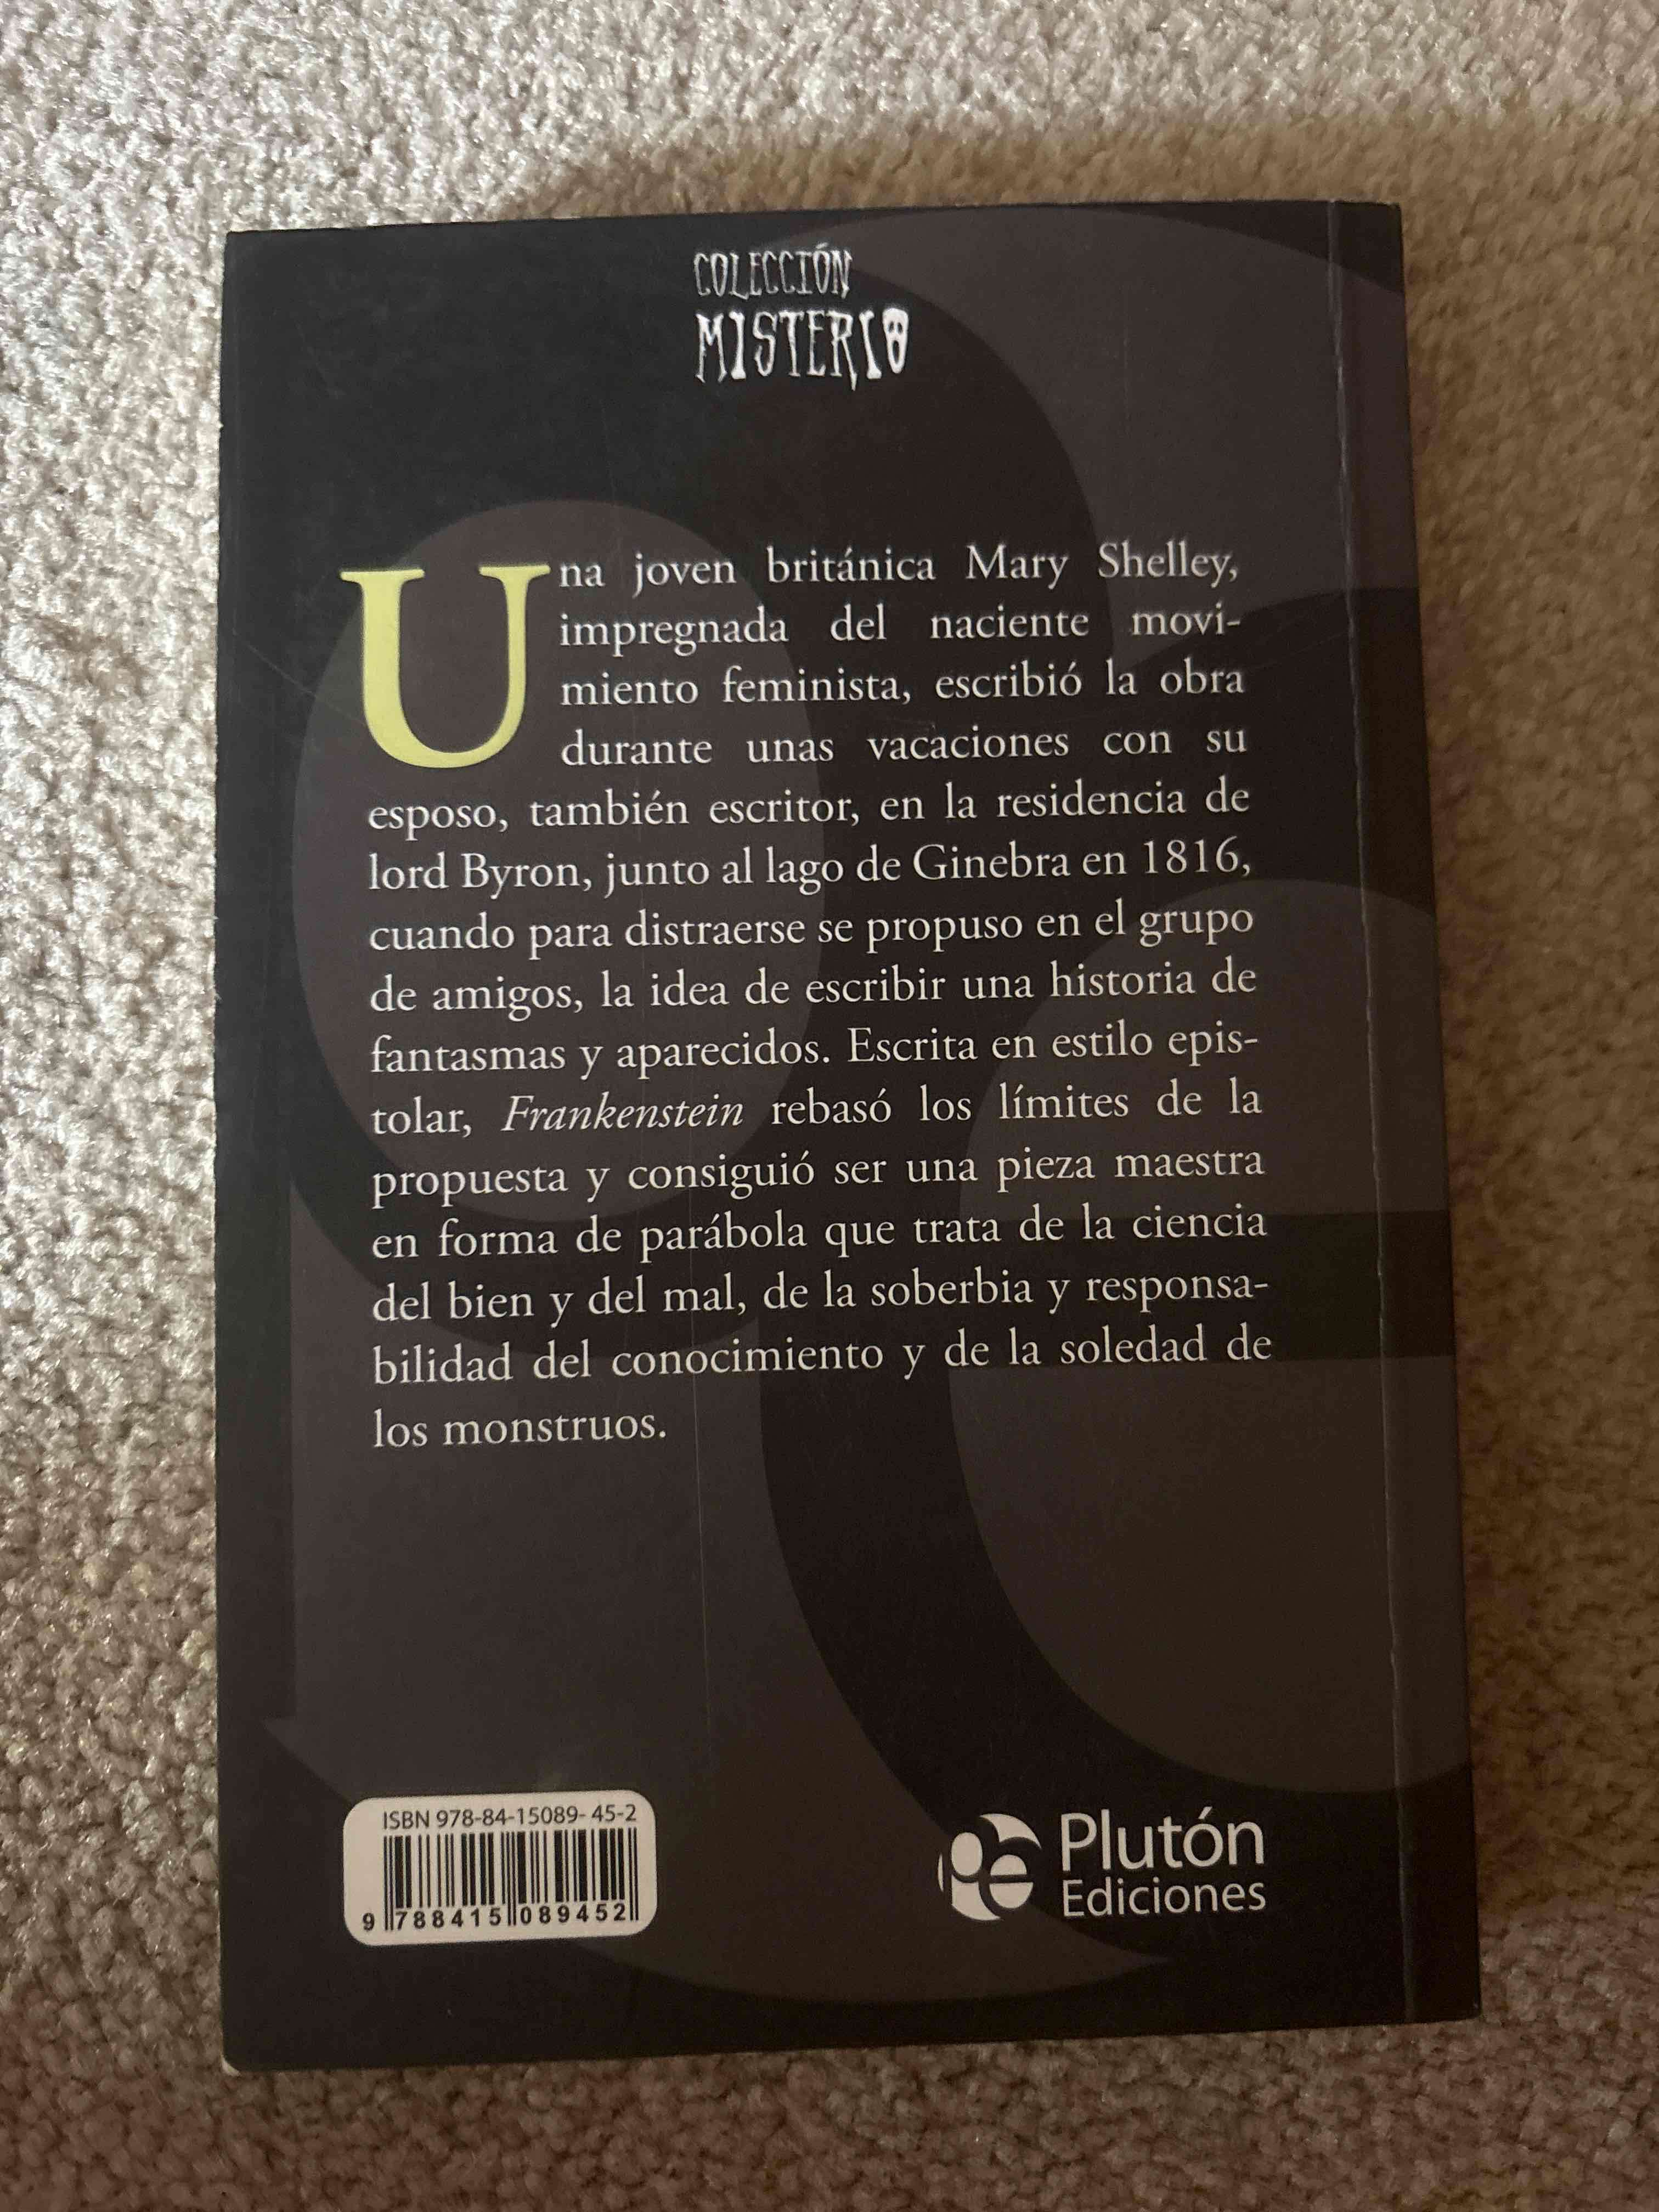 COLECCIÓN
MISTERIO
Una joven británica Mary Shelley,
impregnada del naciente movi-
miento feminista, escribió la obra
durante unas vacaciones con su
esposo, también escritor, en la residencia de
lord Byron, junto al lago de Ginebra en 1816,
cuando para distraerse se propuso en el grupo
de amigos, la idea de escribir una historia de
fantasmas y aparecidos. Escrita en estilo epis-
tolar, Frankenstein rebasó los límites de la
propuesta y consiguió ser una pieza maestra
en forma de parábola que trata de la ciencia
del bien y del mal, de la soberbia y responsa-
bilidad del conocimiento y de la soledad de
los monstruos.
ISBN 978-84-15089- 45-2
9 788415 089452
Pe Plutón
Ediciones